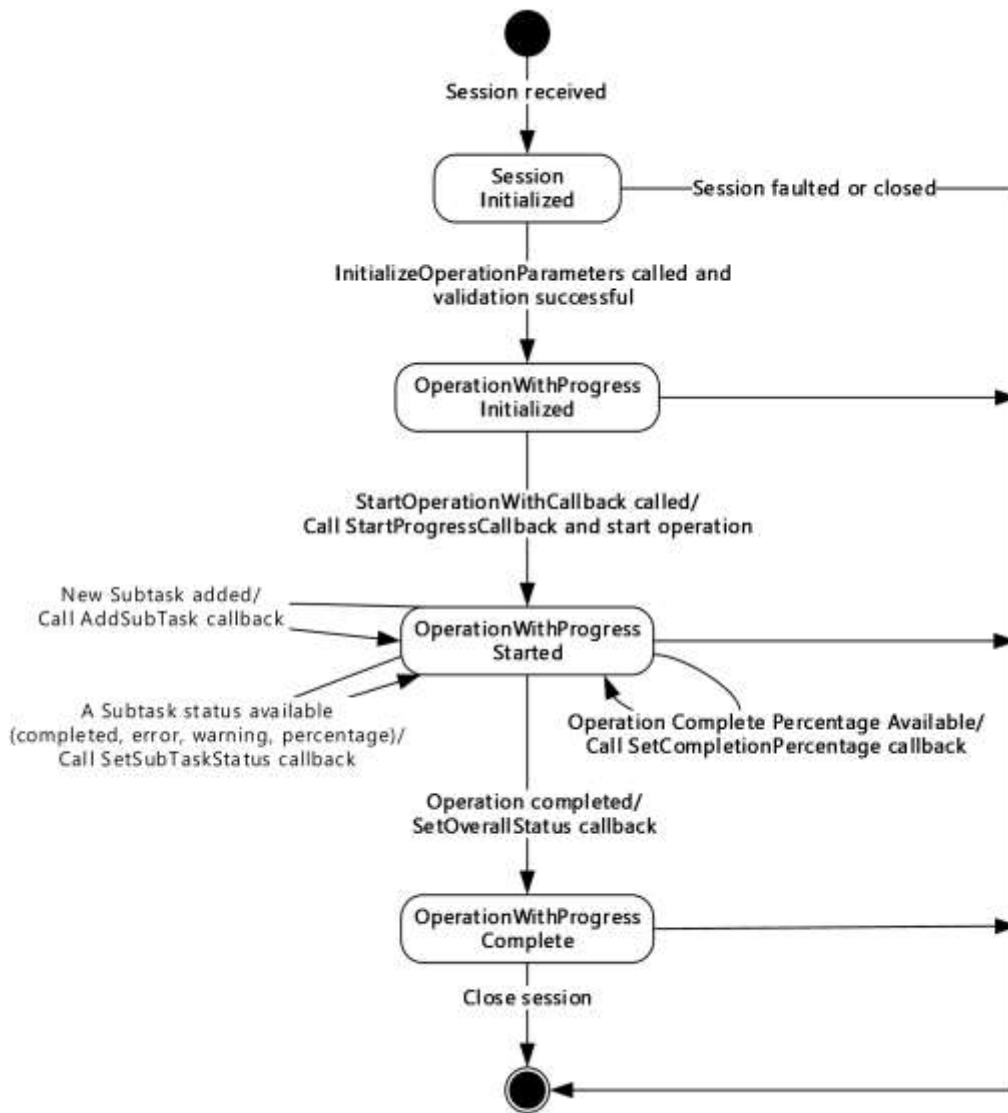 Session received
Session
Initialized
Session faulted or closed
InitializeOperationParameters called and
validation successful
OperationWithProgress
Initialized
StartOperationWithCallback called/
Call StartProgressCallback and start operation
New Subtask added/
Call AddSubTask callback
OperationWithProgress
Started
A Subtask status available
(completed, error, warning, percentage)/
Call SetSubTaskStatus callback
Operation Complete Percentage Available/
Call SetCompletionPercentage callback
Operation completed/
SetOverallStatus callback
OperationWithProgress
Complete
Close session